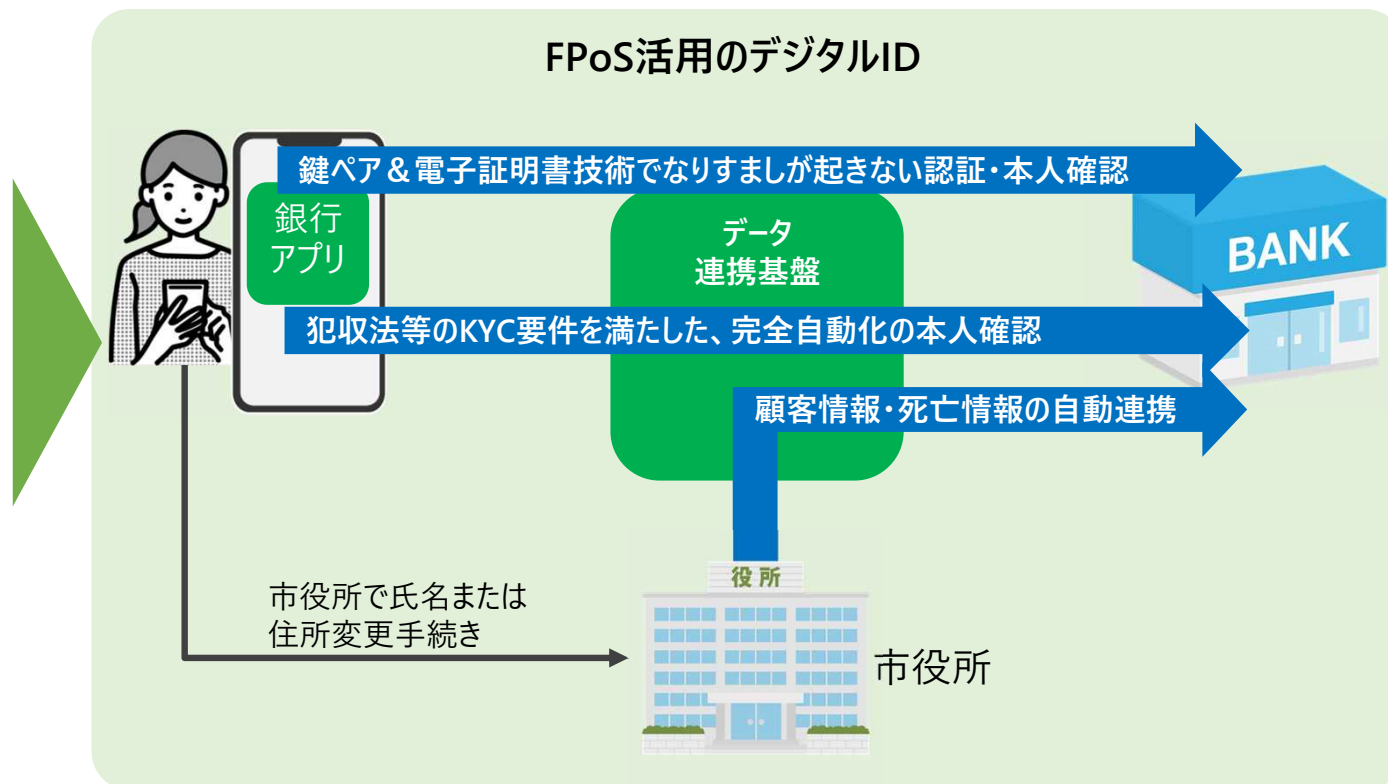 FPoS活用のデジタルID
鍵ペア＆電子証明書技術でなりすましが起きない認証・本人確認
銀行
アプリ
データ
連携基盤
BANK
犯収法等のKYC要件を満たした、完全自動化の本人確認
顧客情報・死亡情報の自動連携
役所
市役所で氏名または
住所変更手続き
市役所